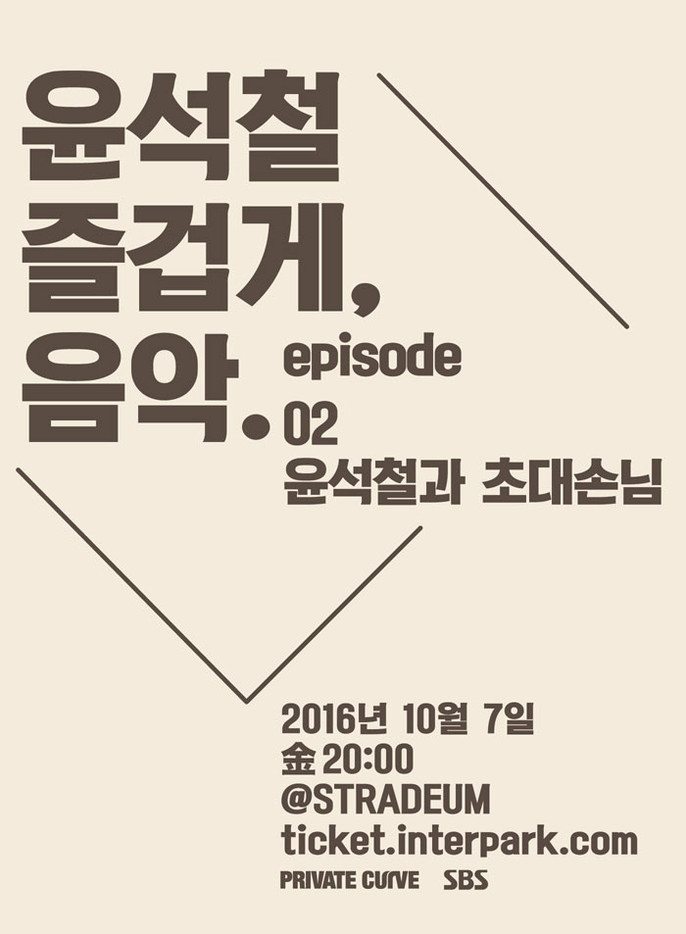 윤석철
즐겁게,
음악.
episode
02
윤석철과 초대손님
2016년 10월 7일
金 20:00
@STRADEUM
ticket.interpark.com
PRIVATE CURVE SBS